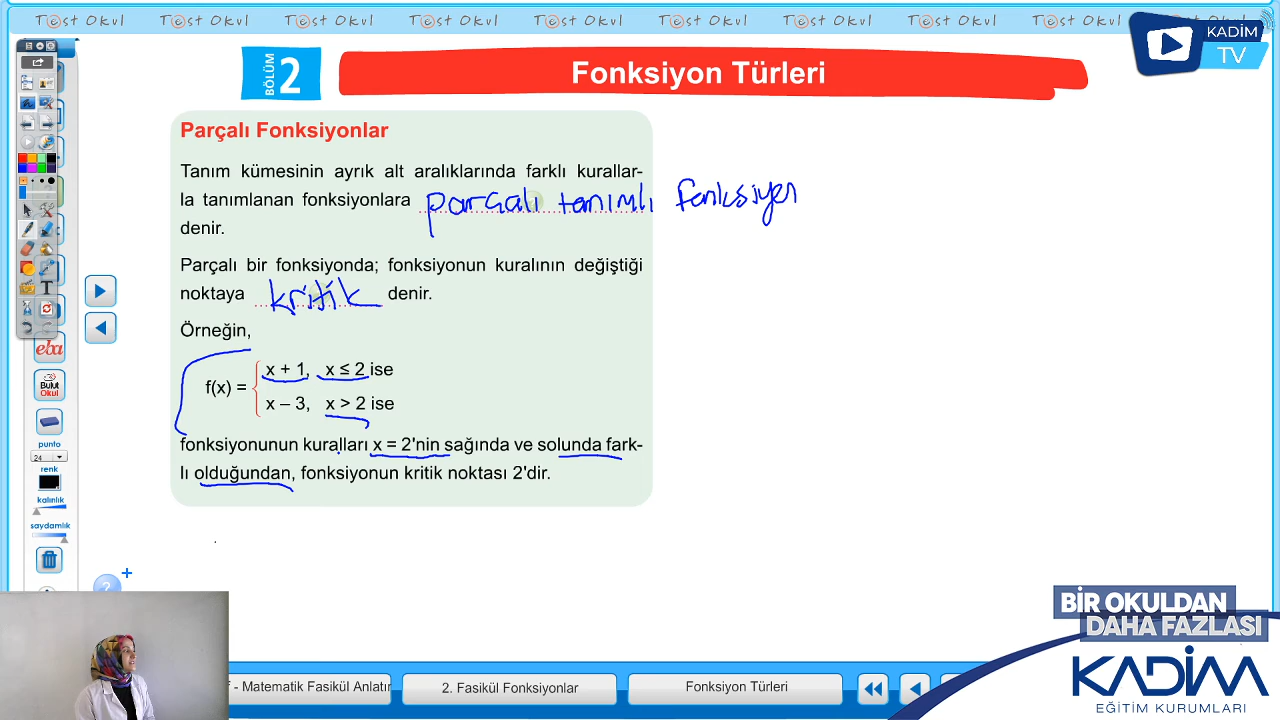 Test Okul Test Okul Test Okul Test Okul Test Okul Test Okul Test Okul Test Okul Test Okul
KADİM
TV
BÖLÜM
2
Fonksiyon Türleri
Parçalı Fonksiyonlar
Tanım kümesinin ayrık alt aralıklarında farklı kurallar-
la tanımlanan fonksiyonlara parçalı tanımlı fonksiyon
denir.
Parçalı bir fonksiyonda; fonksiyonun kuralının değiştiği
noktaya kritik denir.
Örneğin,
f(x) = x + 1, x ≤ 2 ise
x – 3, x > 2 ise
fonksiyonunun kuralları x = 2'nin sağında ve solunda fark-
lı olduğundan, fonksiyonun kritik noktası 2'dir.
T
eba
Bulut
Okul
punto
24
renk
kalınlık
saydamlık
?
- Matematik Fasikül Anlatır
2. Fasikül Fonksiyonlar
Fonksiyon Türleri
BİR OKULDAN
DAHA FAZLASI
KADİM
EĞİTİM KURUMLARI